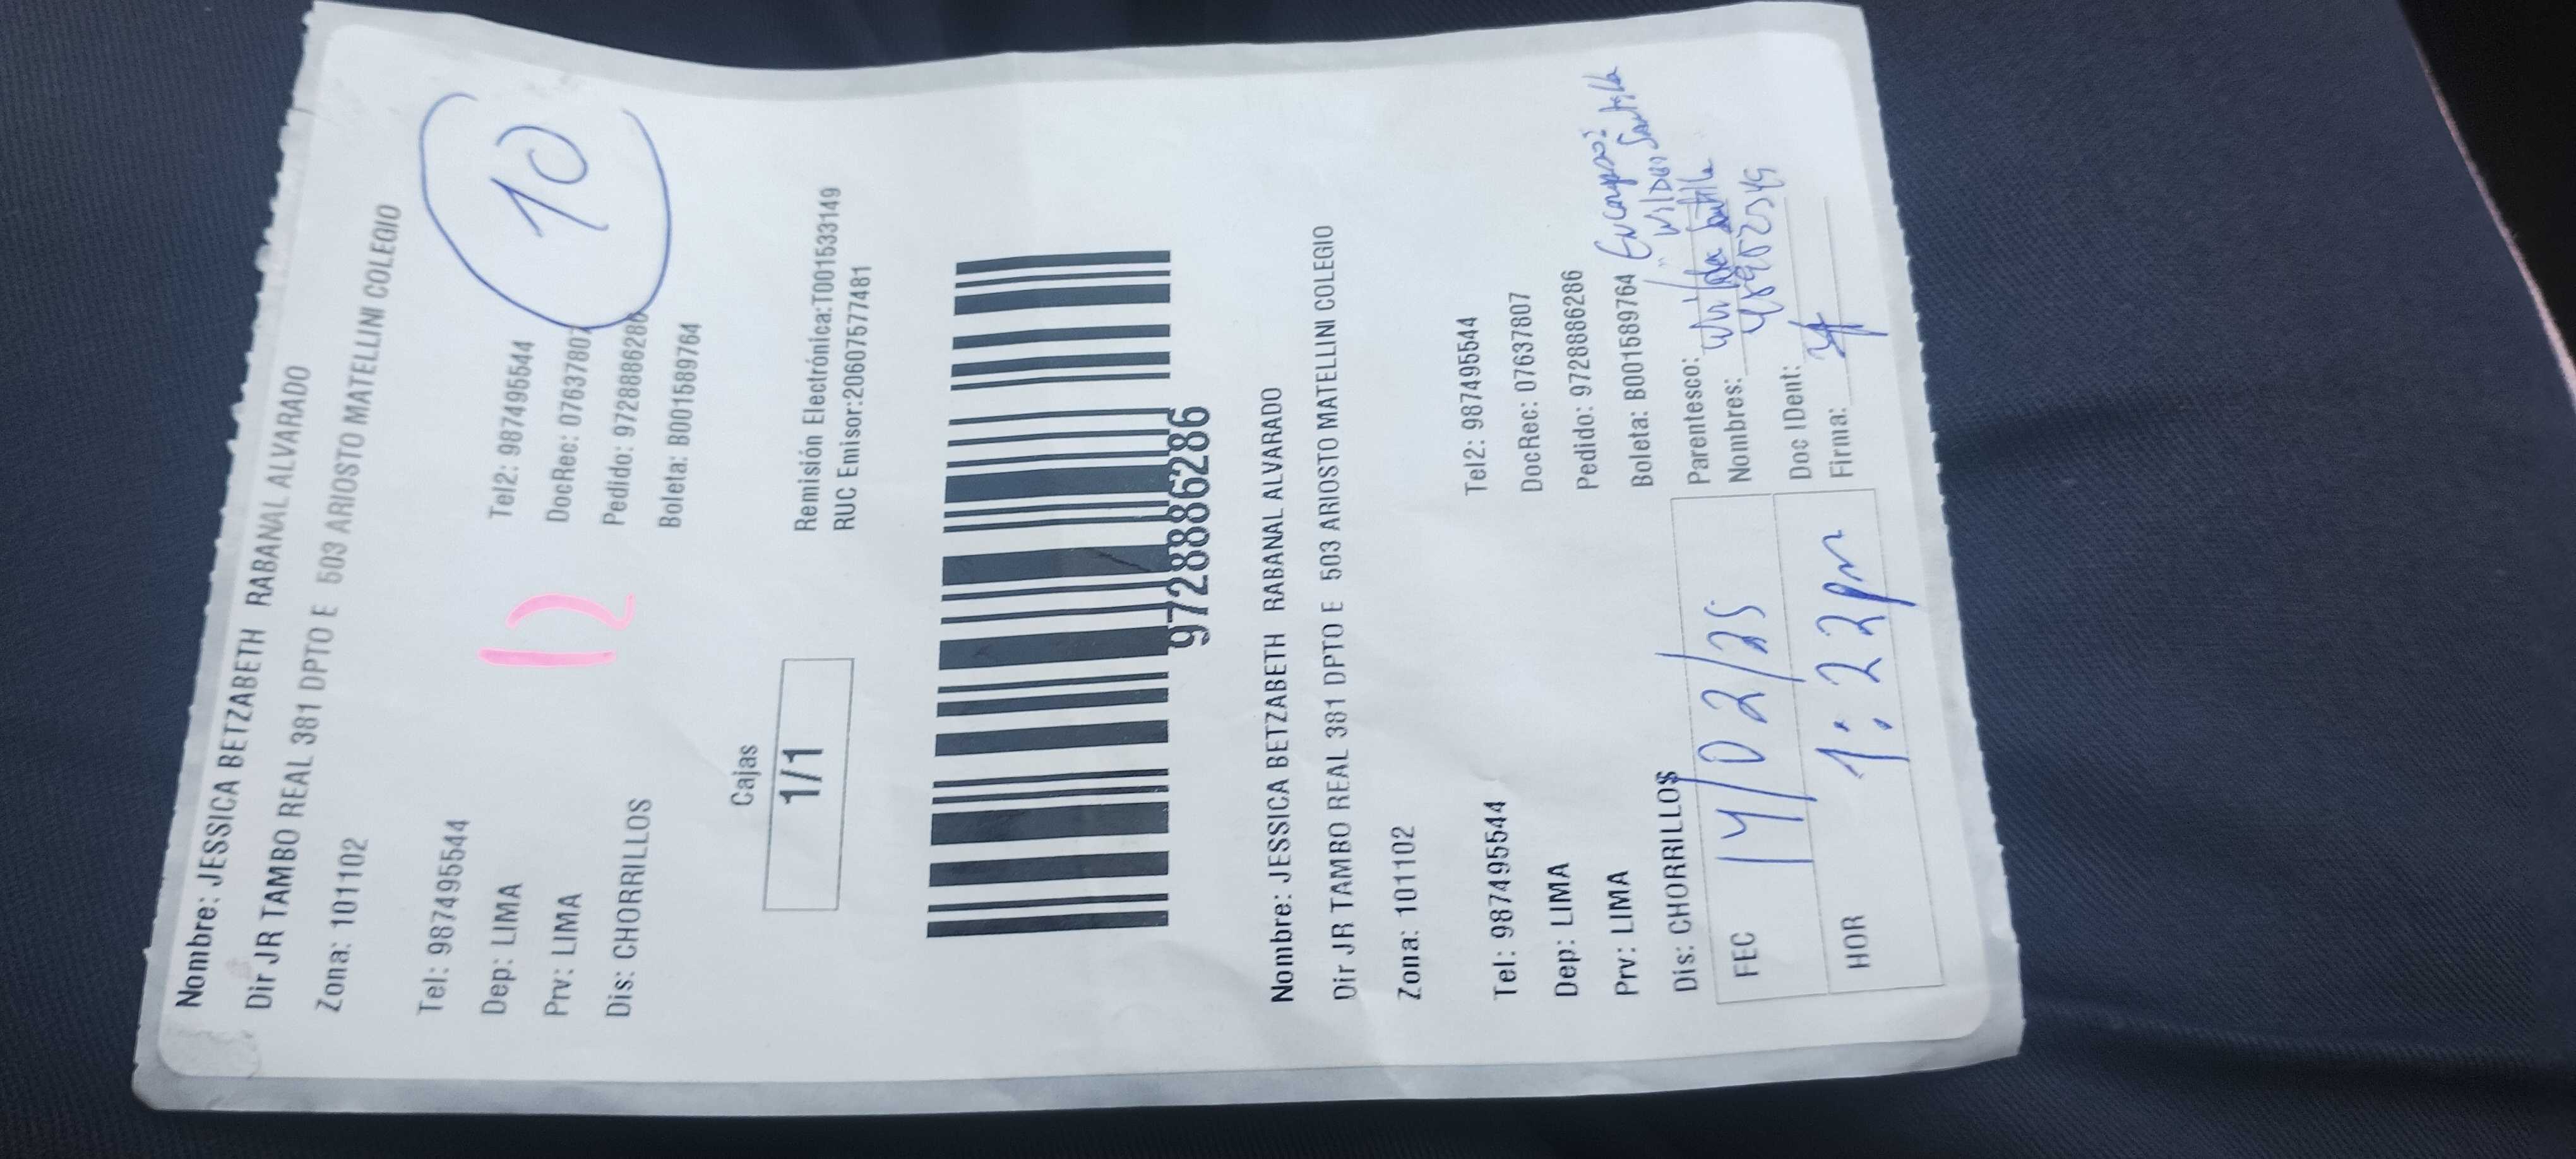 Nombre: JESSICA BETZABETH RABANAL ALVARADO
Dir JR TAMBO REAL 381 DPTO E 503 ARIOSTO MATELLINI COLEGIO
Zona: 101102
10
Tel: 987495544 Tel2: 987495544
Dep: LIMA DocRec: 07637807
12
Prv: LIMA Pedido: 9728886286
Dis: CHORRILLOS Boleta: B001589764
Cajas
1/1
Remisión Electrónica:T001533149
RUC Emisor:20607577481
9728886286
Nombre: JESSICA BETZABETH RABANAL ALVARADO
Dir JR TAMBO REAL 381 DPTO E 503 ARIOSTO MATELLINI COLEGIO
Zona: 101102
Tel: 987495544 Tel2: 987495544
Dep: LIMA DocRec: 07637807
Prv: LIMA Pedido: 9728886286
Dis: CHORRILLOS Boleta: B001589764
FEC 14/02/25
HOR 1:22pm
Parentesco:
Nombres:
Doc IDent:
Firma: